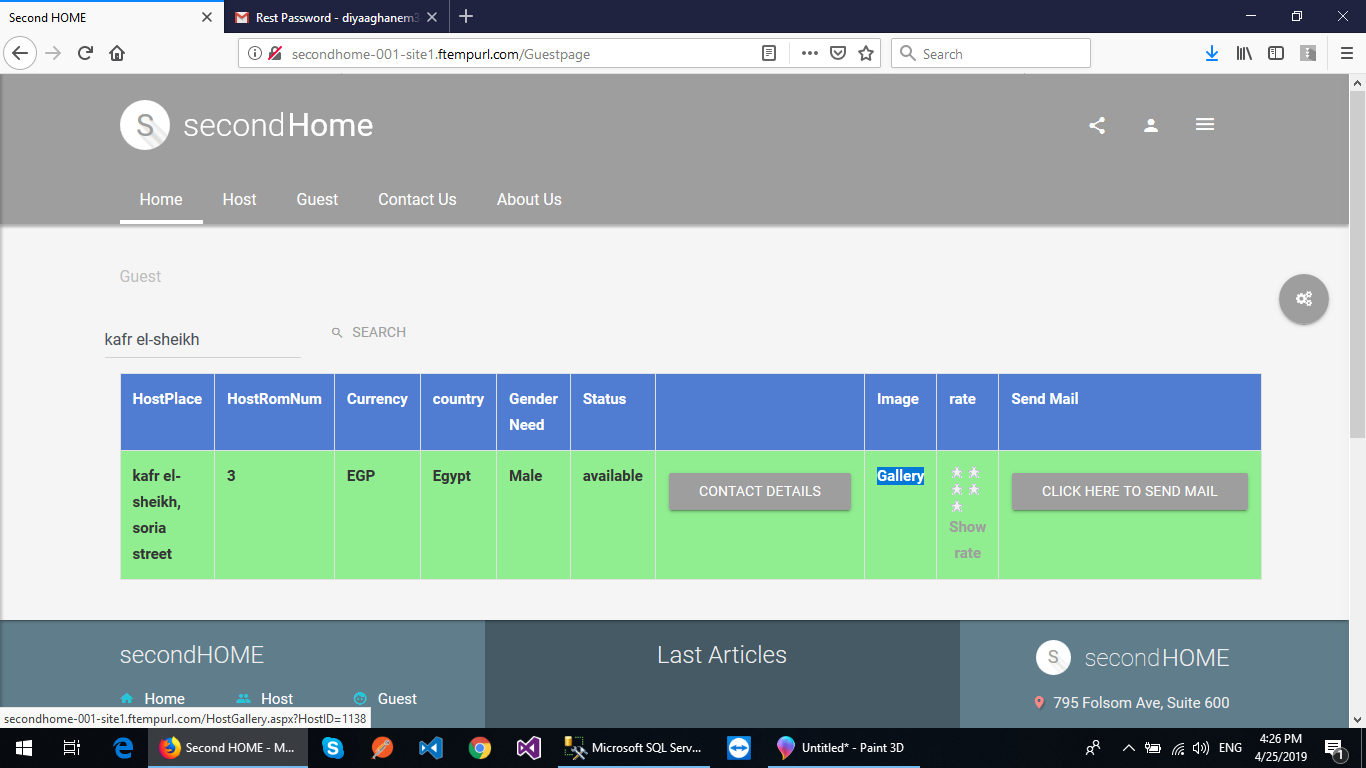 Second HOME
Rest Password - diyaaghanem3
secondhome-001-site1.ftempurl.com/Guestpage
Search
S secondHome
Home Host Guest Contact Us About Us
Guest
kafr el-sheikh
SEARCH
HostPlace HostRomNum Currency country Gender Need Status Image rate Send Mail
kafr el-
sheikh,
soria
street
3
EGP
Egypt
Male
available
CONTACT DETAILS
Gallery
Show
rate
CLICK HERE TO SEND MAIL
secondHOME
Home Host Guest
Last Articles
S secondHOME
795 Folsom Ave, Suite 600
secondhome-001-site1.ftempurl.com/HostGallery.aspx?HostID=1138
Second HOME - M...
Microsoft SQL Serv...
Untitled* - Paint 3D
ENG
4:26 PM
4/25/2019
1